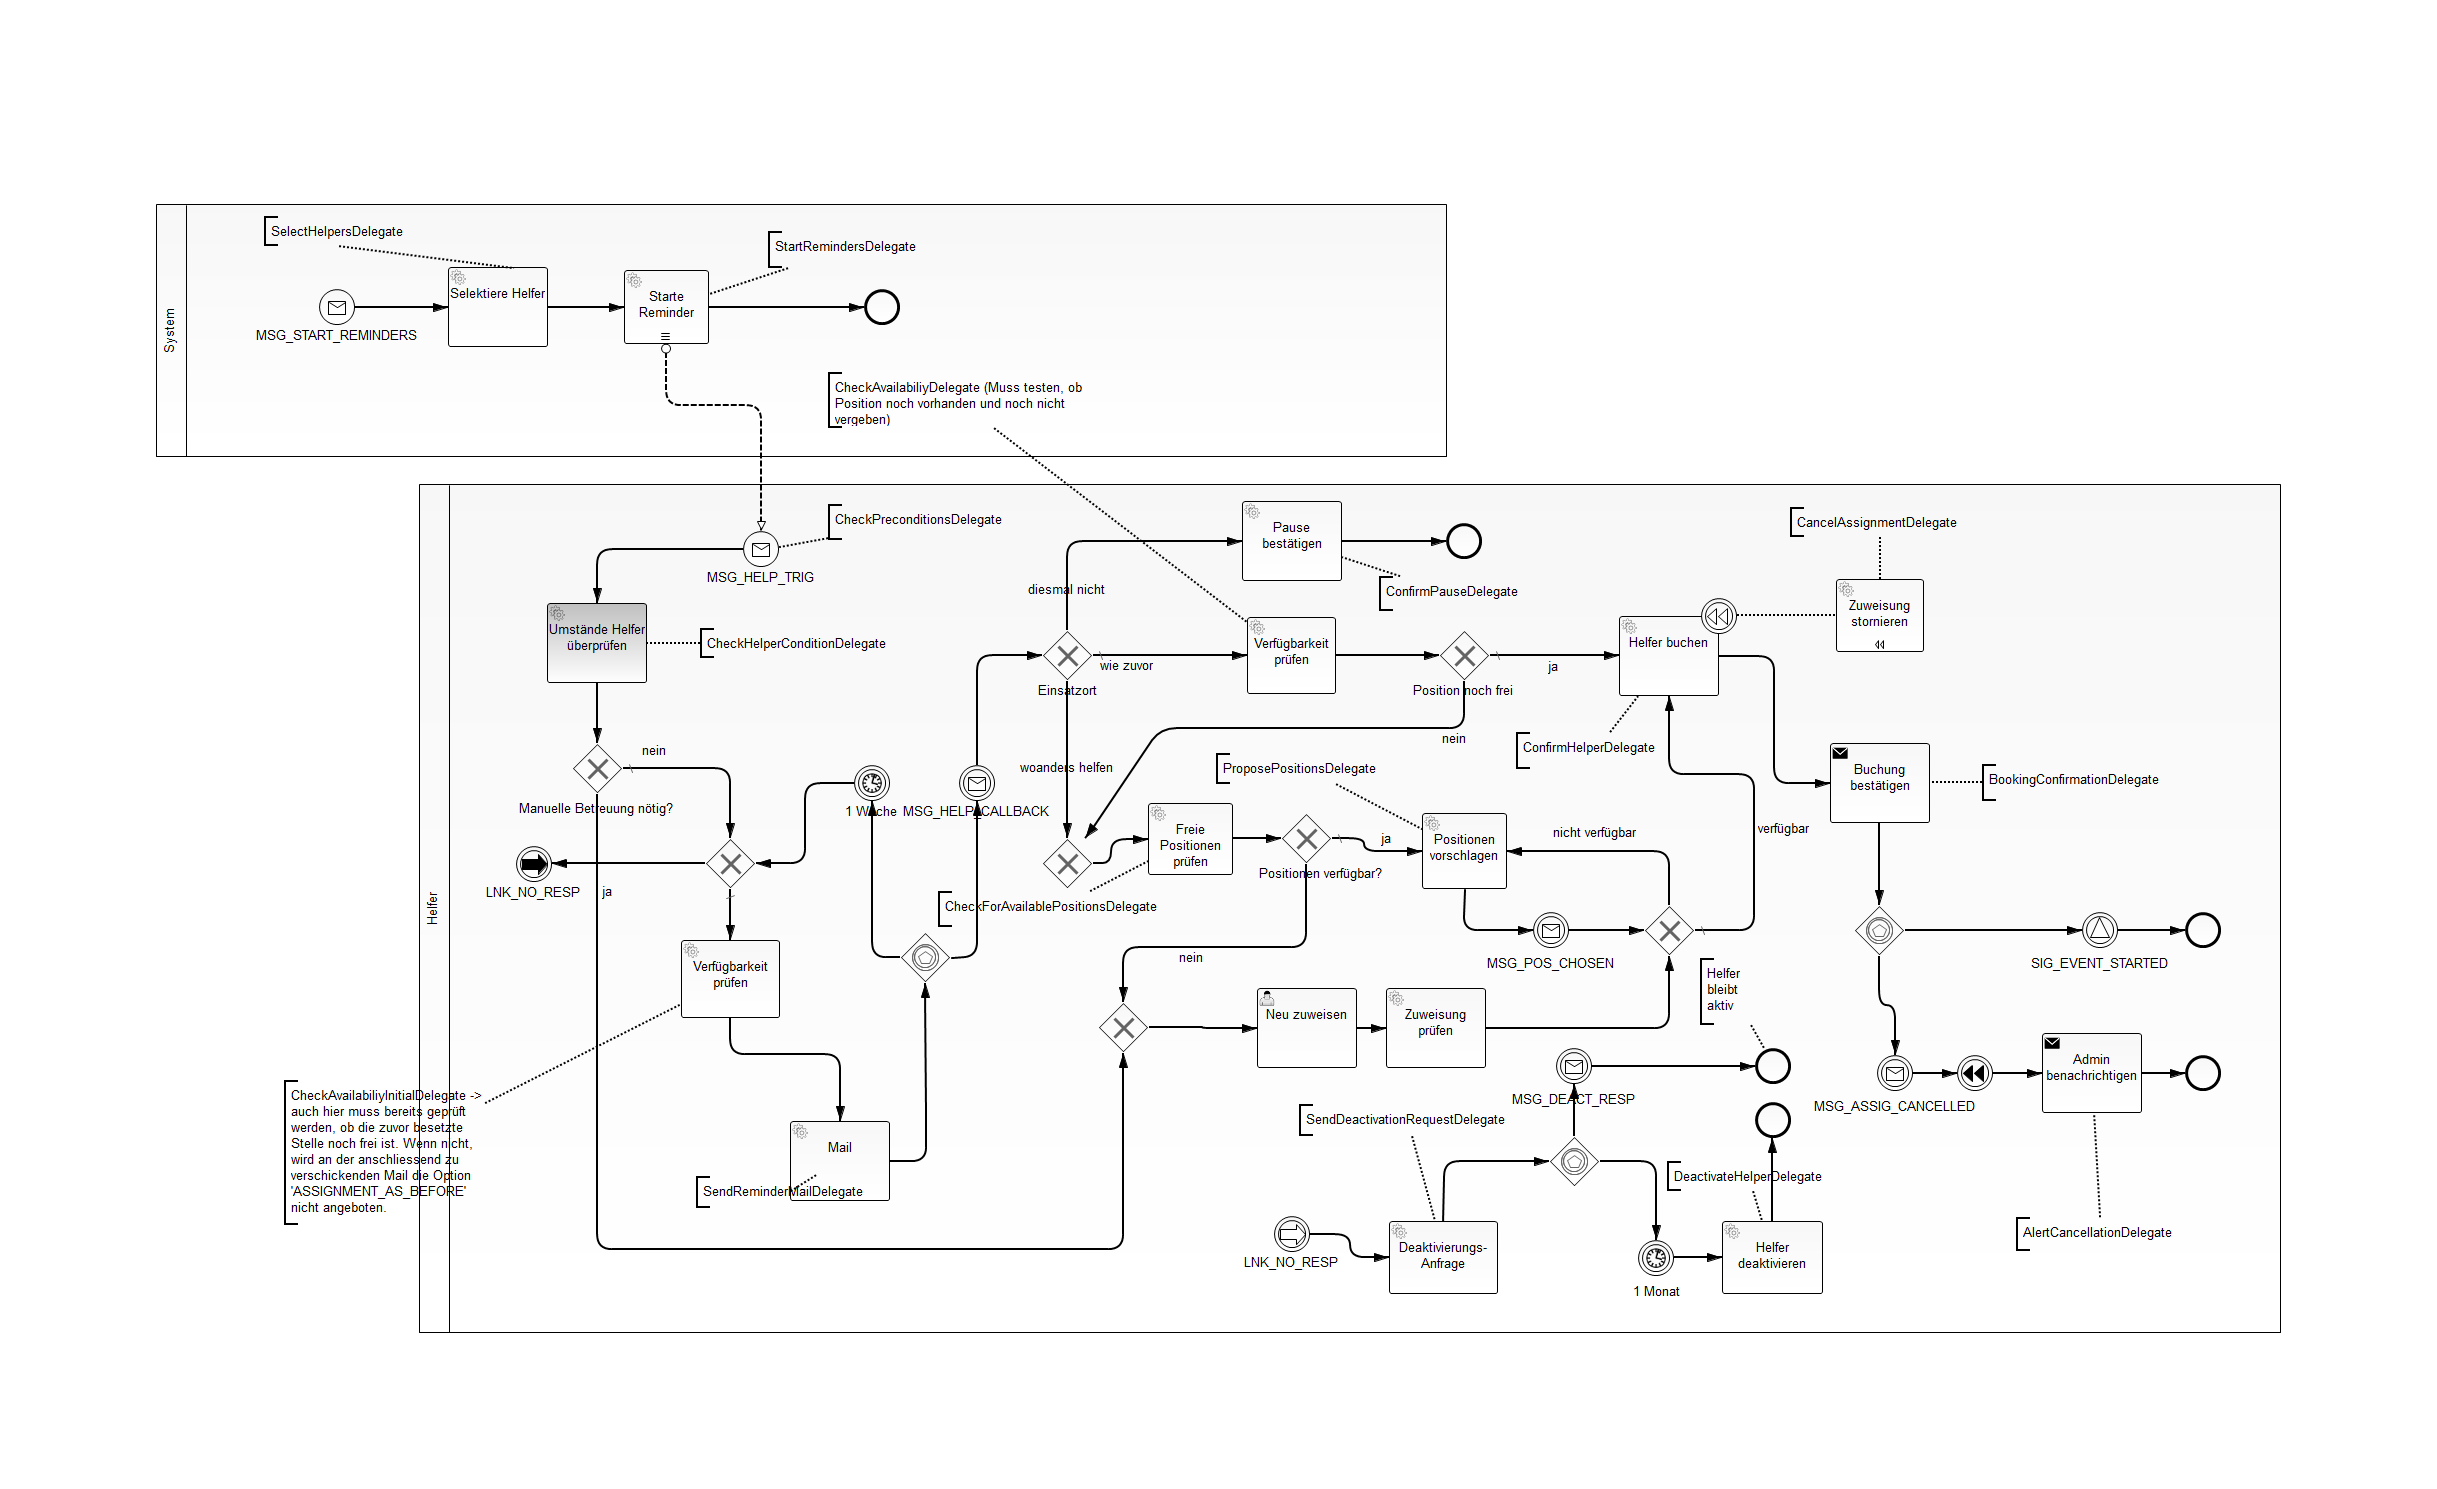 System
SelectHelpersDelegate
StartRemindersDelegate
MSG_START_REMINDERS
Selektiere Helfer
Starte
Reminder
CheckAvailabiliyDelegate (Muss testen, ob
Position noch vorhanden und noch nicht
vergeben)
Helfer
CheckPreconditionsDelegate
MSG_HELP_TRIG
Umstände Helfer
überprüfen
CheckHelperConditionDelegate
nein
Manuelle Betreuung nötig?
LNK_NO_RESP
ja
1 Woche
MSG_HELP_CALLBACK
Verfügbarkeit
prüfen
CheckAvailabiliyInitialDelegate ->
auch hier muss bereits geprüft
werden, ob die zuvor besetzte
Stelle noch frei ist. Wenn nicht,
wird an der anschliessend zu
verschickenden Mail die Option
'ASSIGNMENT_AS_BEFORE'
nicht angeboten.
Mail
SendReminderMailDelegate
diesmal nicht
Einsatzort
wie zuvor
woanders helfen
Pause
bestätigen
ConfirmPauseDelegate
Verfügbarkeit
prüfen
Position noch frei
ja
nein
Helfer buchen
ConfirmHelperDelegate
CancelAssignmentDelegate
Zuweisung
stornieren
ProposePositionsDelegate
Freie
Positionen
prüfen
CheckForAvailablePositionsDelegate
Positionen verfügbar?
ja
nein
Positionen
vorschlagen
nicht verfügbar
verfügbar
MSG_POS_CHOSEN
Buchung
bestätigen
BookingConfirmationDelegate
SIG_EVENT_STARTED
Neu zuweisen
Zuweisung
prüfen
Helfer
bleibt
aktiv
MSG_DEACT_RESP
MSG_ASSIG_CANCELLED
Admin
benachrichtigen
AlertCancellationDelegate
SendDeactivationRequestDelegate
DeactivateHelperDelegate
LNK_NO_RESP
Deaktivierungs-
Anfrage
1 Monat
Helfer
deaktivieren